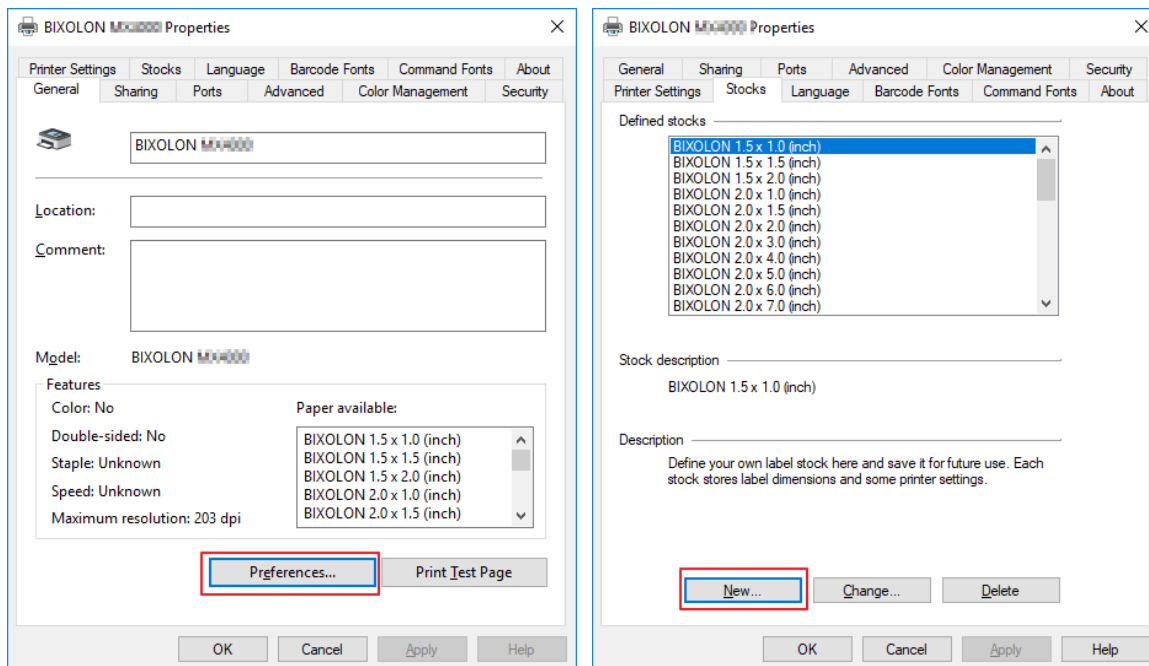 BIXOLON Properties
Printer Settings Stocks Language Barcode Fonts Command Fonts About
General Sharing Ports Advanced Color Management Security
BIXOLON
Location:
Comment:
Model: BIXOLON
Features
Color: No
Double-sided: No
Staple: Unknown
Speed: Unknown
Maximum resolution: 203 dpi
Paper available:
BIXOLON 1.5 x 1.0 (inch)
BIXOLON 1.5 x 1.5 (inch)
BIXOLON 1.5 x 2.0 (inch)
BIXOLON 2.0 x 1.0 (inch)
BIXOLON 2.0 x 1.5 (inch)
Preferences... Print Test Page
OK Cancel Apply Help
BIXOLON Properties
General Sharing Ports Advanced Color Management Security
Printer Settings Stocks Language Barcode Fonts Command Fonts About
Defined stocks
BIXOLON 1.5 x 1.0 (inch)
BIXOLON 1.5 x 1.5 (inch)
BIXOLON 1.5 x 2.0 (inch)
BIXOLON 2.0 x 1.0 (inch)
BIXOLON 2.0 x 1.5 (inch)
BIXOLON 2.0 x 2.0 (inch)
BIXOLON 2.0 x 3.0 (inch)
BIXOLON 2.0 x 4.0 (inch)
BIXOLON 2.0 x 5.0 (inch)
BIXOLON 2.0 x 6.0 (inch)
BIXOLON 2.0 x 7.0 (inch)
Stock description
BIXOLON 1.5 x 1.0 (inch)
Description
Define your own label stock here and save it for future use. Each
stock stores label dimensions and some printer settings.
New... Change... Delete
OK Cancel Apply Help